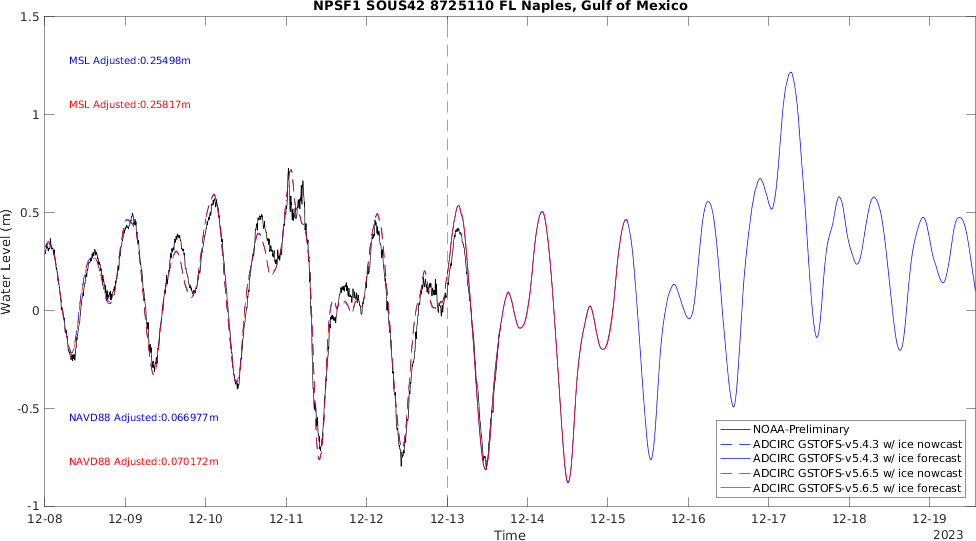 NPSF1 SOUS42 8725110 FL Naples, Gulf of Mexico
1.5
1
0.5
0
-0.5
-1
Water Level (m)
MSL Adjusted:0.25498m
MSL Adjusted:0.25817m
NAVD88 Adjusted:0.066977m
NAVD88 Adjusted:0.070172m
NOAA-Preliminary
ADCIRC GSTOFS-v5.4.3 w/ ice nowcast
ADCIRC GSTOFS-v5.4.3 w/ ice forecast
ADCIRC GSTOFS-v5.6.5 w/ ice nowcast
ADCIRC GSTOFS-v5.6.5 w/ ice forecast
12-08 12-09 12-10 12-11 12-12 12-13 12-14 12-15 12-16 12-17 12-18 12-19
Time
2023